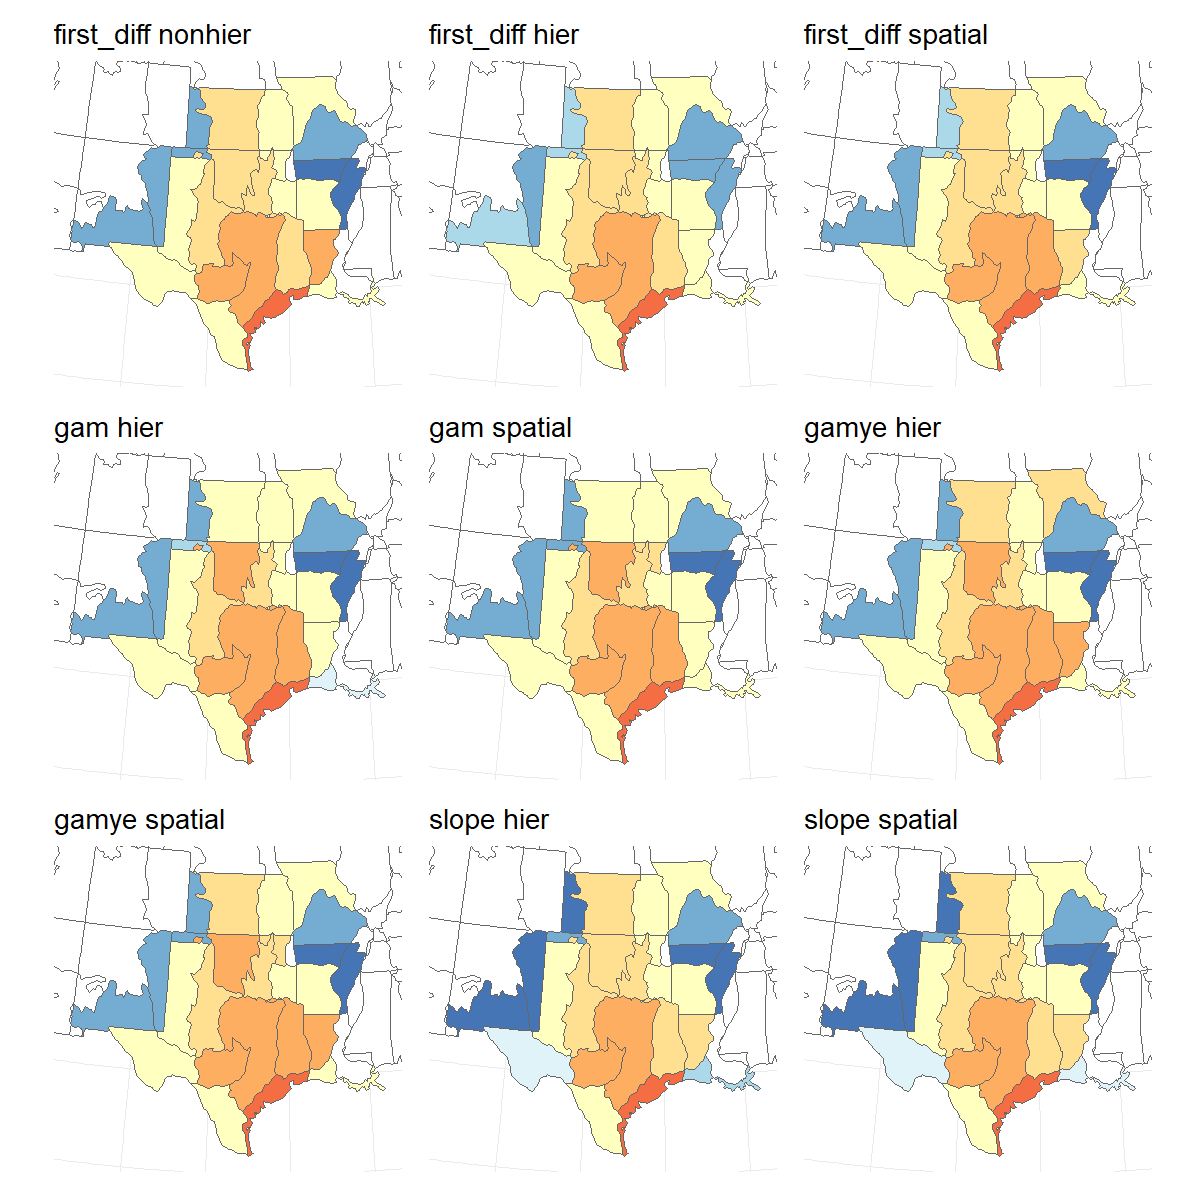 first_diff nonhier
first_diff hier
first_diff spatial
gam hier
gam spatial
gamye hier
gamye spatial
slope hier
slope spatial